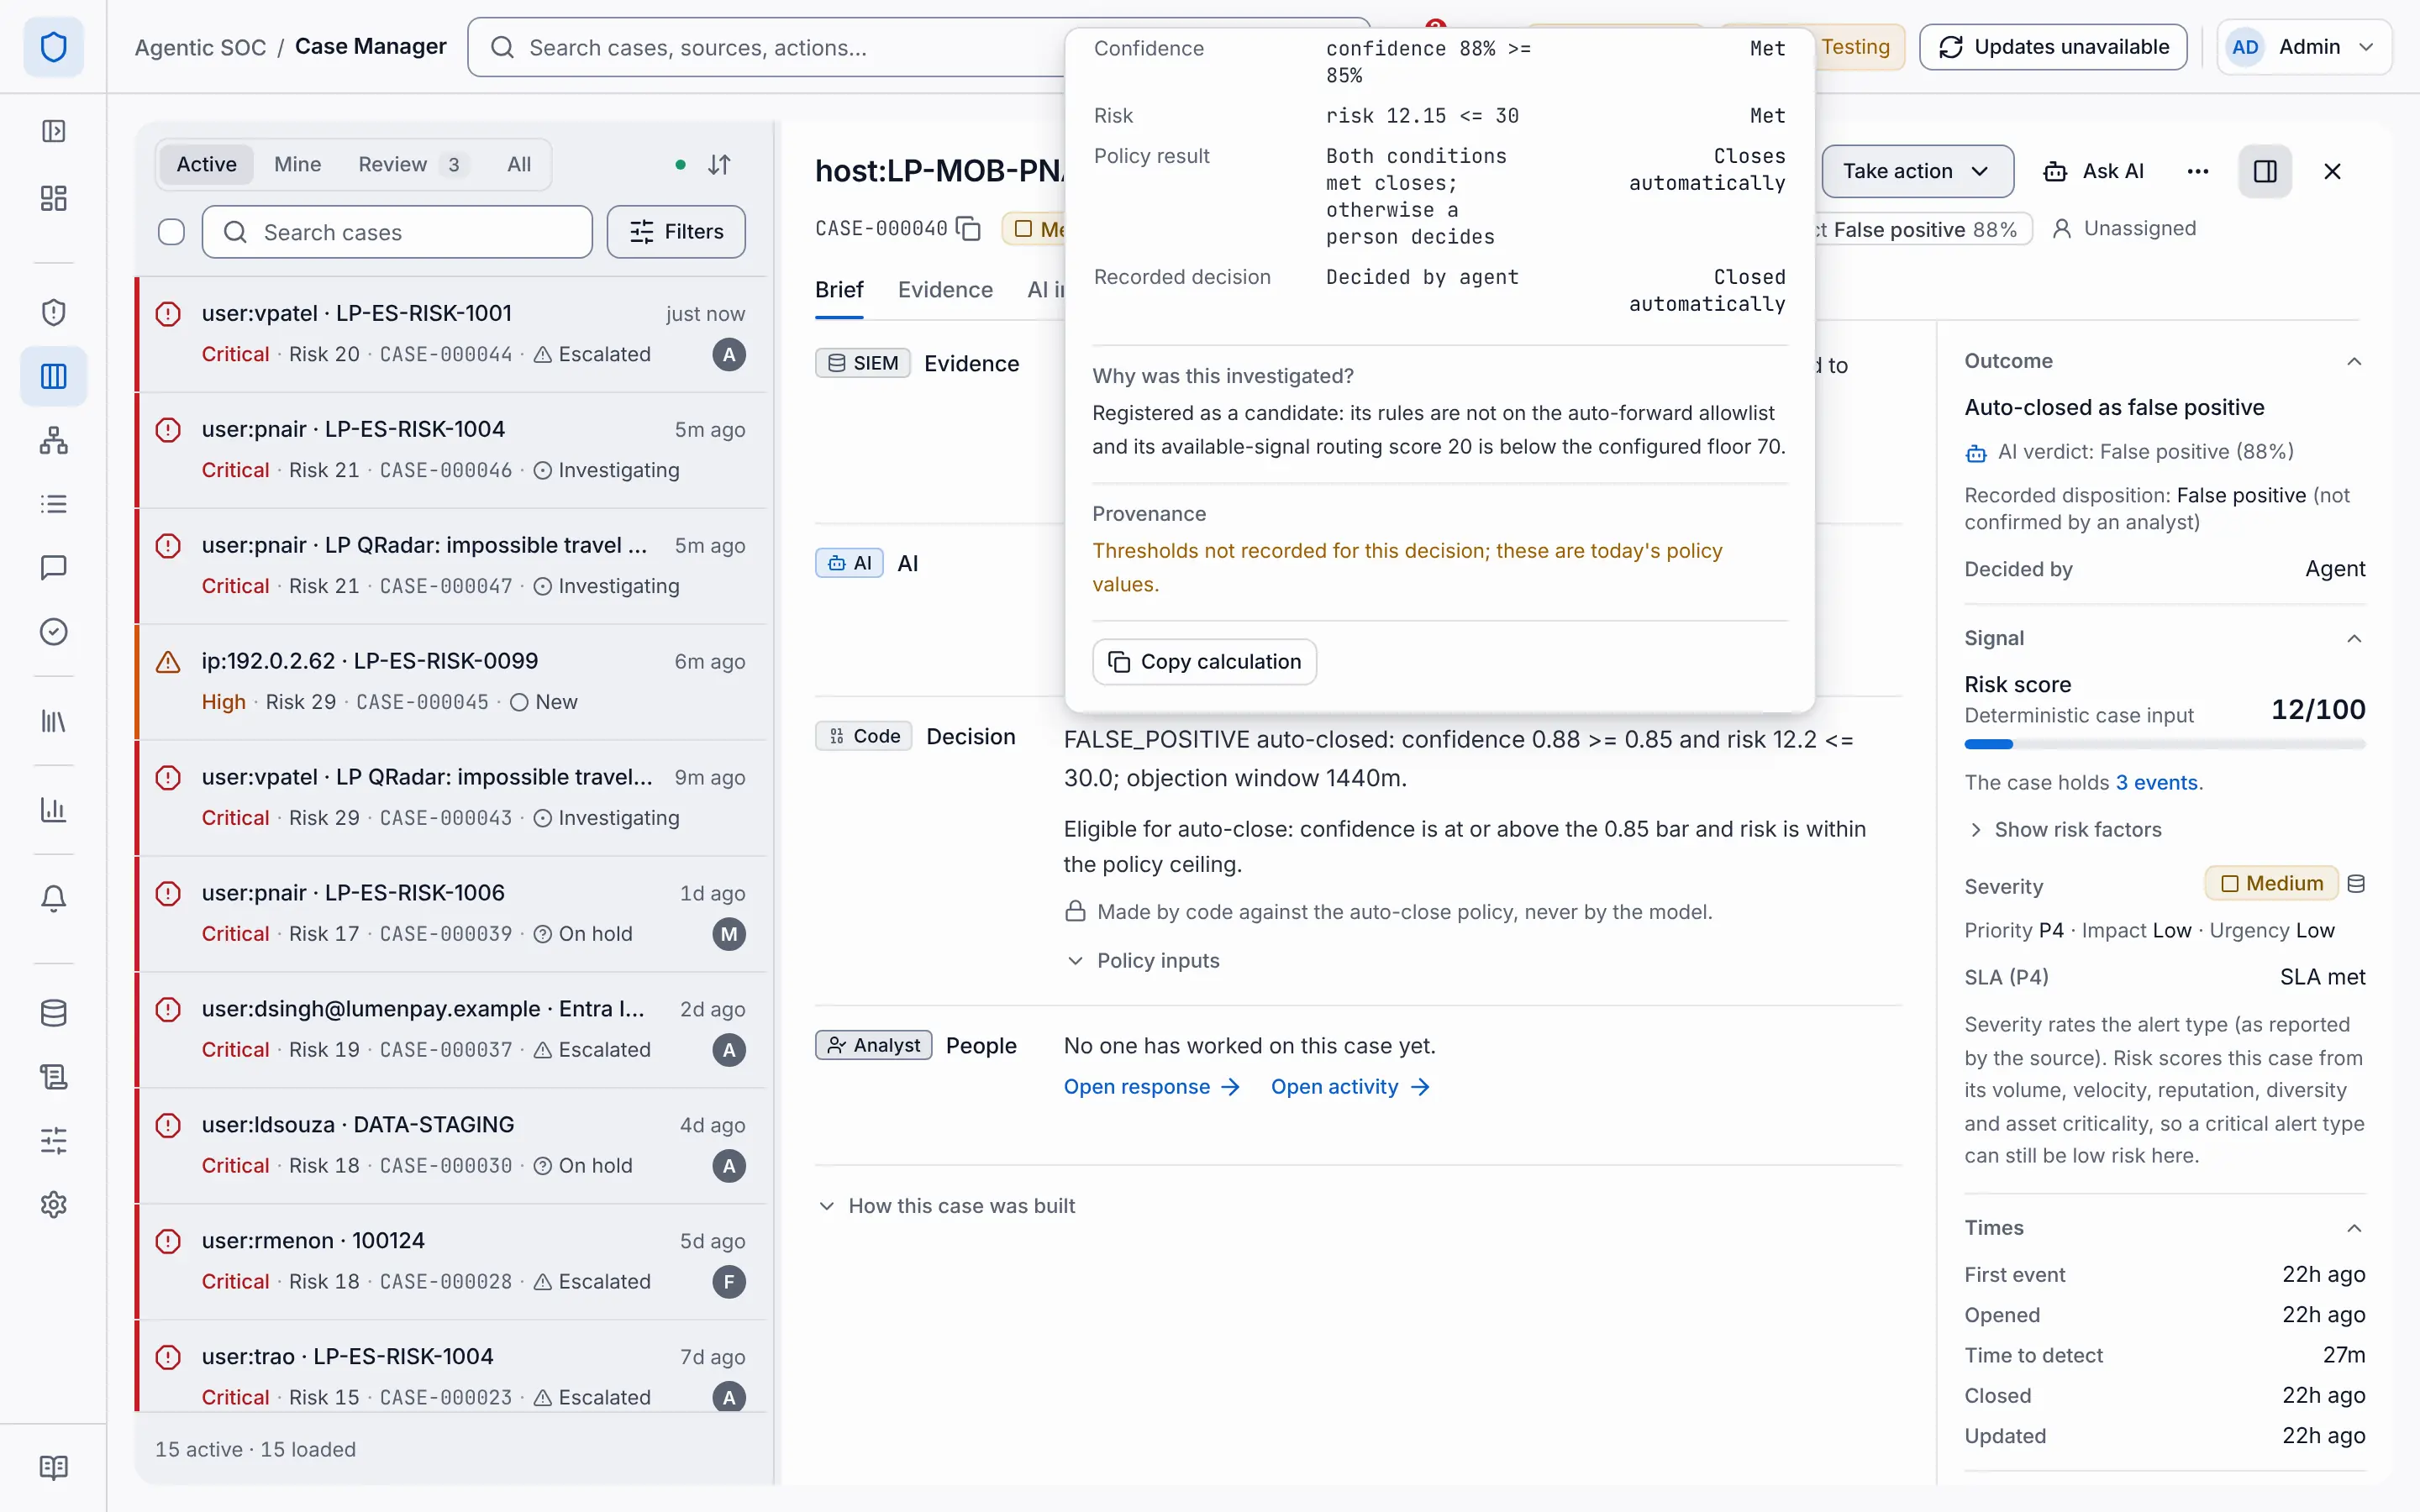 Agentic SOC / Case Manager
Search cases, sources, actions...
Testing
Updates unavailable
AD Admin
Active Mine Review 3 All
Search cases
Filters
user:vpatel · LP-ES-RISK-1001 just now
Critical · Risk 20 · CASE-000044 · Escalated A
user:pnair · LP-ES-RISK-1004 5m ago
Critical · Risk 21 · CASE-000046 · Investigating
user:pnair · LP QRadar: impossible travel ... 5m ago
Critical · Risk 21 · CASE-000047 · Investigating
ip:192.0.2.62 · LP-ES-RISK-0099 6m ago
High · Risk 29 · CASE-000045 · New
user:vpatel · LP QRadar: impossible travel... 9m ago
Critical · Risk 29 · CASE-000043 · Investigating
user:pnair · LP-ES-RISK-1006 1d ago
Critical · Risk 17 · CASE-000039 · On hold M
user:dsingh@lumenpay.example · Entra I... 2d ago
Critical · Risk 19 · CASE-000037 · Escalated A
user:ldsouza · DATA-STAGING 4d ago
Critical · Risk 18 · CASE-000030 · On hold A
user:rmenon · 100124 5d ago
Critical · Risk 18 · CASE-000028 · Escalated F
user:trao · LP-ES-RISK-1004 7d ago
Critical · Risk 15 · CASE-000023 · Escalated A
15 active · 15 loaded
host:LP-MOB-PN
Take action
Ask AI
CASE-000040
False positive 88%
Unassigned
Brief Evidence AI
Confidence confidence 88% >= Met
85%
Risk risk 12.15 <= 30 Met
Policy result Both conditions Closes
met closes; automatically
otherwise a
person decides
Recorded decision Decided by agent Closed
automatically
Why was this investigated?
Registered as a candidate: its rules are not on the auto-forward allowlist
and its available-signal routing score 20 is below the configured floor 70.
Provenance
Thresholds not recorded for this decision; these are today's policy
values.
Copy calculation
SIEM Evidence
to
AI AI
Code Decision
FALSE_POSITIVE auto-closed: confidence 0.88 >= 0.85 and risk 12.2 <=
30.0; objection window 1440m.
Eligible for auto-close: confidence is at or above the 0.85 bar and risk is within
the policy ceiling.
Made by code against the auto-close policy, never by the model.
Policy inputs
Analyst People
No one has worked on this case yet.
Open response → Open activity →
How this case was built
Outcome
Auto-closed as false positive
AI verdict: False positive (88%)
Recorded disposition: False positive (not
confirmed by an analyst)
Decided by Agent
Signal
Risk score
Deterministic case input 12/100
The case holds 3 events.
Show risk factors
Severity Medium
Priority P4 · Impact Low · Urgency Low
SLA (P4) SLA met
Severity rates the alert type (as reported
by the source). Risk scores this case from
its volume, velocity, reputation, diversity
and asset criticality, so a critical alert type
can still be low risk here.
Times
First event 22h ago
Opened 22h ago
Time to detect 27m
Closed 22h ago
Updated 22h ago